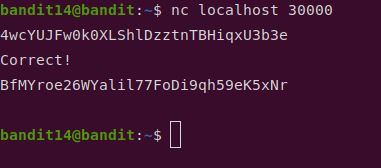 bandit14@bandit:~$ nc localhost 30000
4wcYUJFw0k0XLShlDzztnTBHiqxU3b3e
Correct!
BfMYroe26WYalil77FoDi9qh59eK5xNr
bandit14@bandit:~$